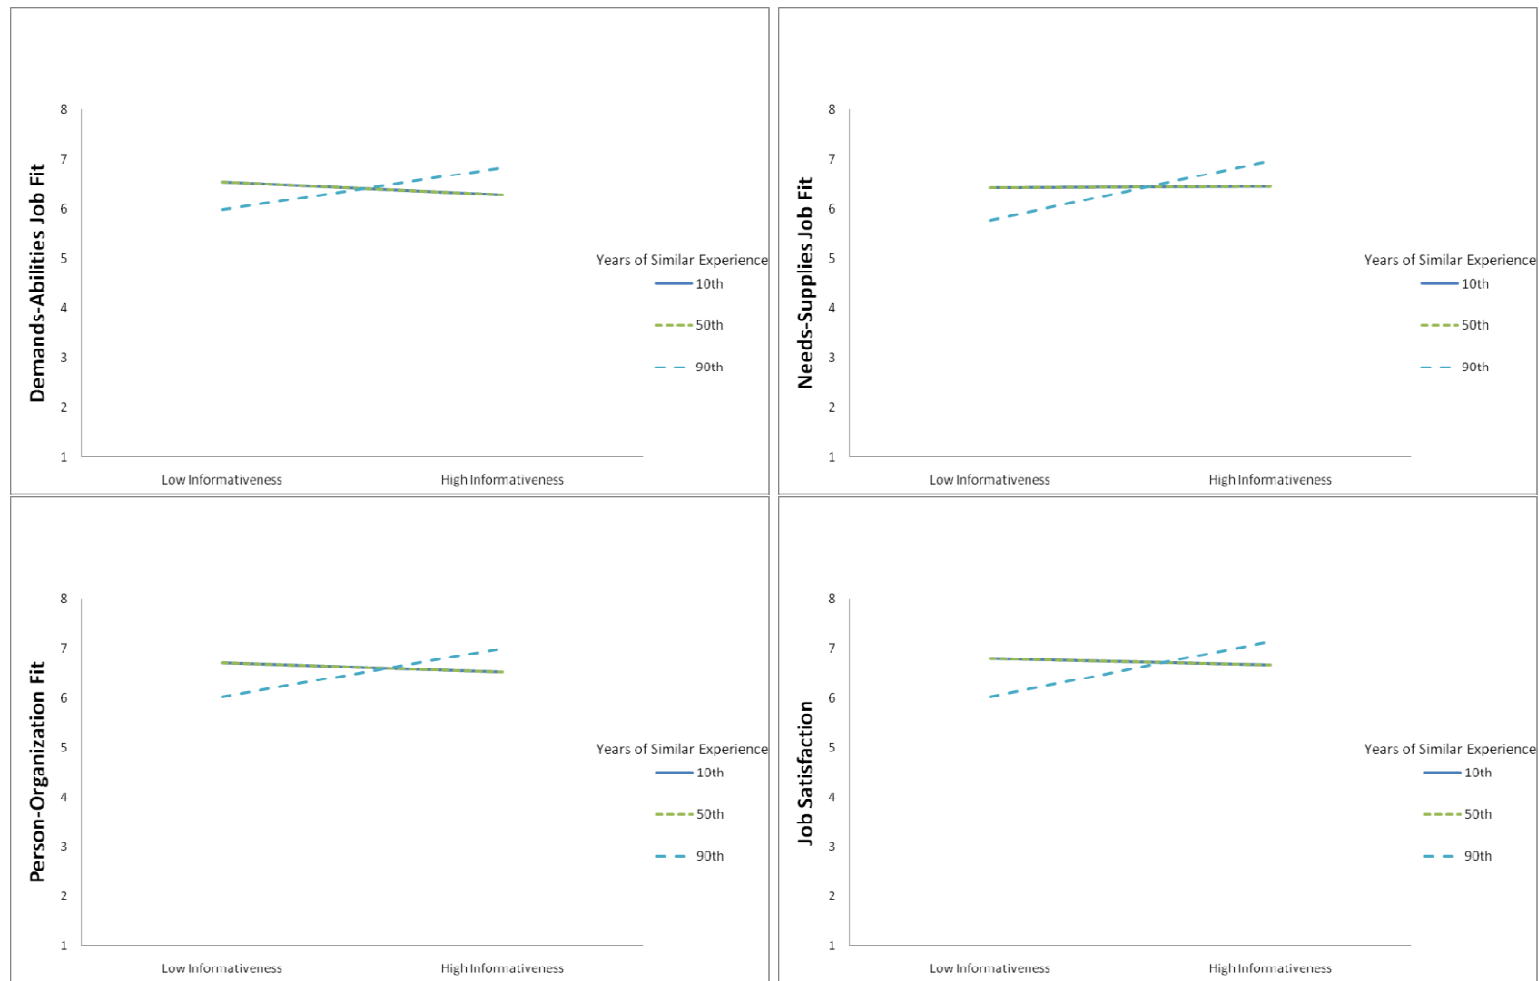 8
7
6
5
4
3
2
1
Demands-Abilities Job Fit
Years of Similar Experience
10th
50th
90th
Low Informativeness
High Informativeness
8
7
6
5
4
3
2
1
Needs-Supplies Job Fit
Years of Similar Experience
10th
50th
90th
Low Informativeness
High Informativeness
8
7
6
5
4
3
2
1
Person-Organization Fit
Years of Similar Experience
10th
50th
90th
Low Informativeness
High Informativeness
8
7
6
5
4
3
2
1
Job Satisfaction
Years of Similar Experience
10th
50th
90th
Low Informativeness
High Informativeness